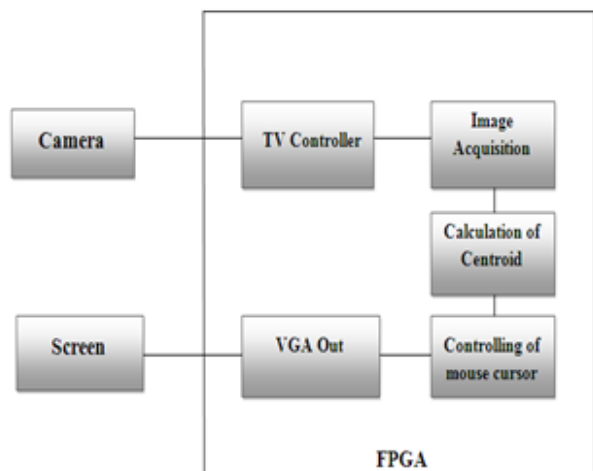 Camera
TV Controller
Image
Acquisition
Calculation of
Centroid
Screen
VGA Out
Controlling of
mouse cursor
FPGA